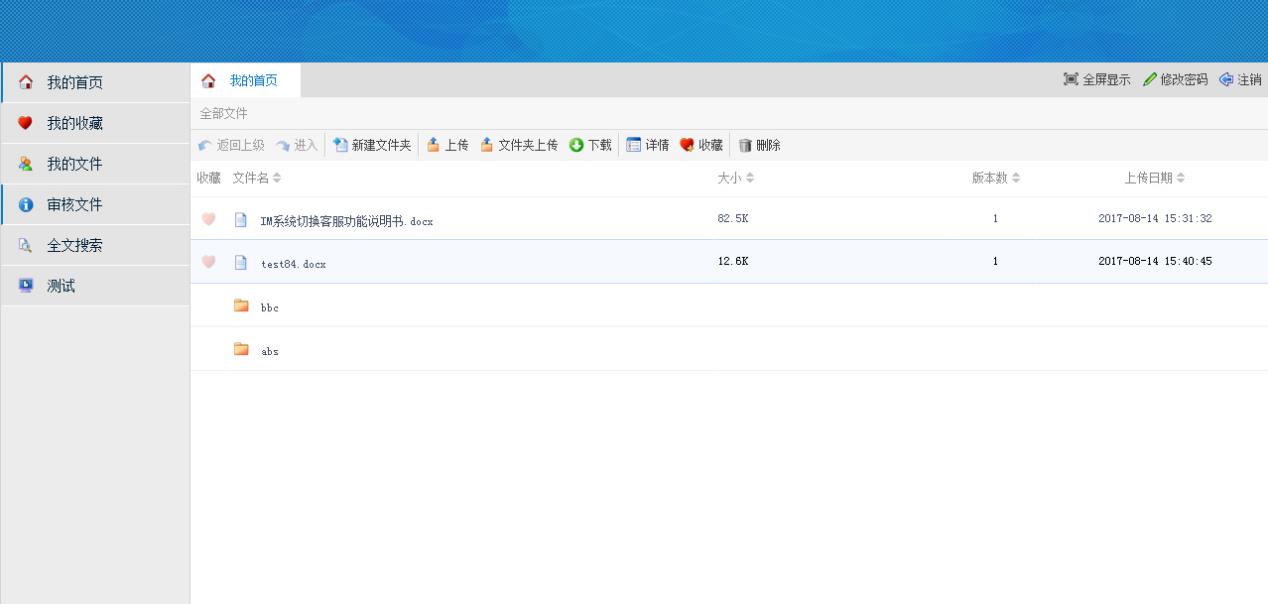 我的首页
我的收藏
我的文件
审核文件
全文搜索
测试
我的首页 全屏显示 修改密码 注销
全部文件
返回上级 进入 新建文件夹 上传 文件夹上传 下载 详情 收藏 删除
收藏 文件名 大小 版本数 上传日期
IM系统切换客服功能说明书.docx 82.5K 1 2017-08-14 15:31:32
test84.docx 12.6K 1 2017-08-14 15:40:45
bbc
abs